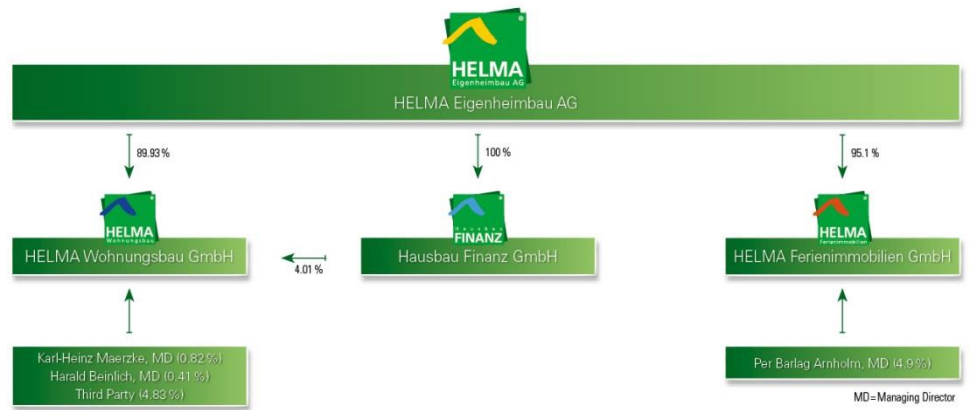 HELMA
Eigenheimbau AG
HELMA Eigenheimbau AG
89.93 %
100 %
95.1 %
HELMA
Wohnungsbau
HELMA Wohnungsbau GmbH
4.01 %
Hausbau
FINANZ
Hausbau Finanz GmbH
HELMA
Ferienimmobilien
HELMA Ferienimmobilien GmbH
Karl-Heinz Maerzke, MD (0.82 %)
Harald Beinlich, MD (0.41 %)
Third Party (4.83 %)
Per Barlag Arnholm, MD (4.9 %)
MD=Managing Director